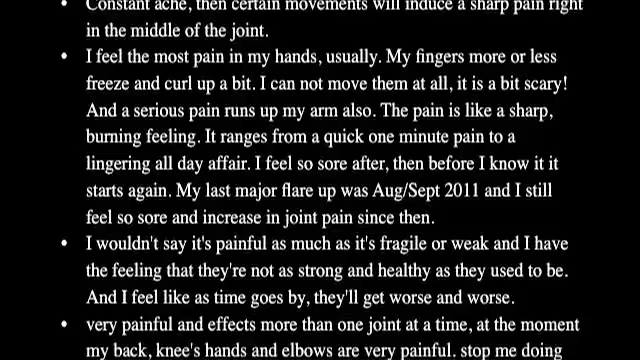 • Constant ache, then certain movements will induce a sharp pain right
in the middle of the joint.
• I feel the most pain in my hands, usually. My fingers more or less
freeze and curl up a bit. I can not move them at all, it is a bit scary!
And a serious pain runs up my arm also. The pain is like a sharp,
burning feeling. It ranges from a quick one minute pain to a
lingering all day affair. I feel so sore after, then before I know it it
starts again. My last major flare up was Aug/Sept 2011 and I still
feel so sore and increase in joint pain since then.
• I wouldn't say it's painful as much as it's fragile or weak and I have
the feeling that they're not as strong and healthy as they used to be.
And I feel like as time goes by, they'll get worse and worse.
• very painful and effects more than one joint at a time, at the moment
my back, knee's hands and elbows are very painful. stop me doing